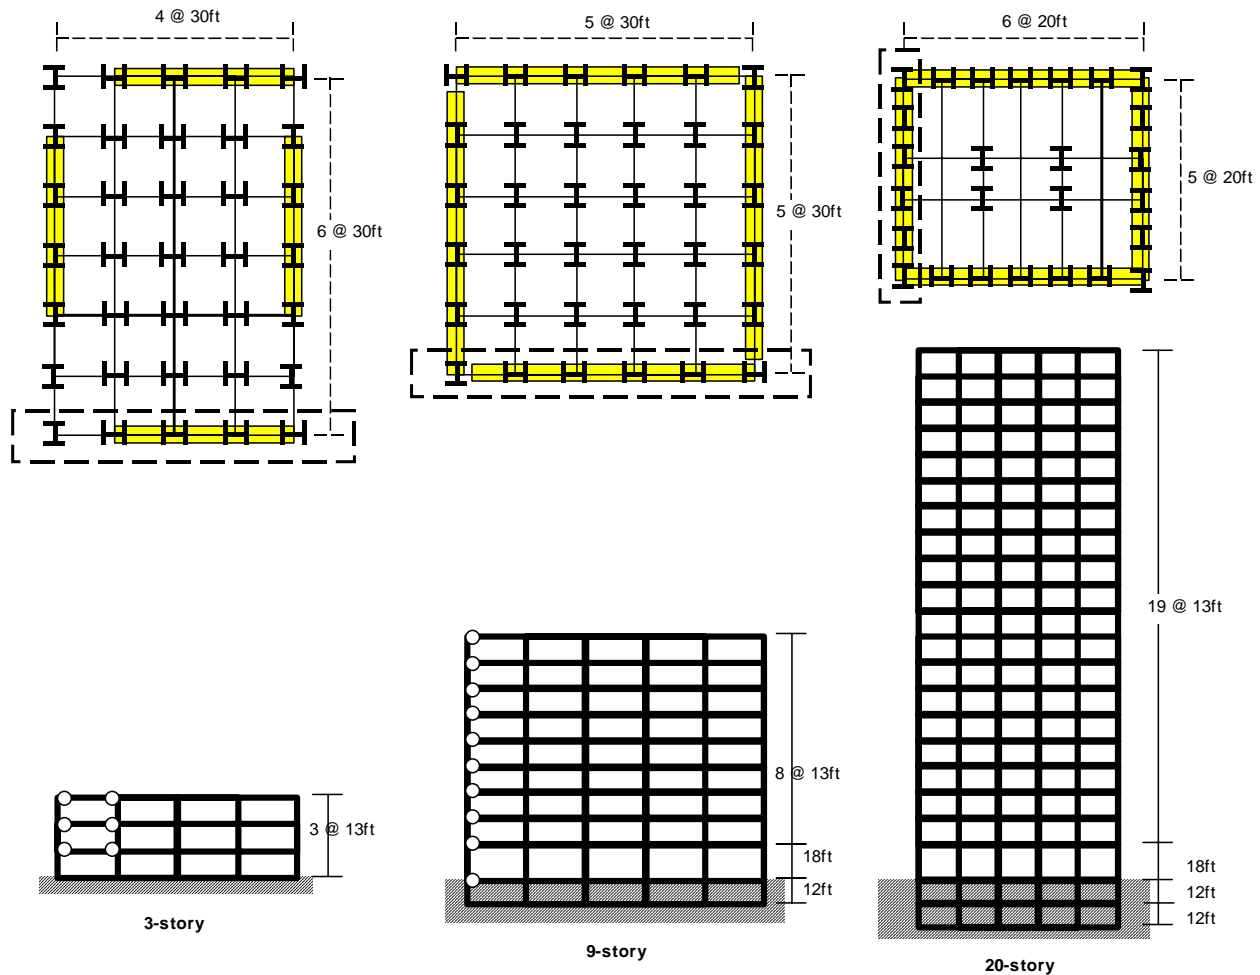 4 @ 30ft
5 @ 30ft
6 @ 20ft
6 @ 30ft
5 @ 30ft
5 @ 20ft
3 @ 13ft
8 @ 13ft
18ft
12ft
19 @ 13ft
18ft
12ft
12ft
3-story
9-story
20-story